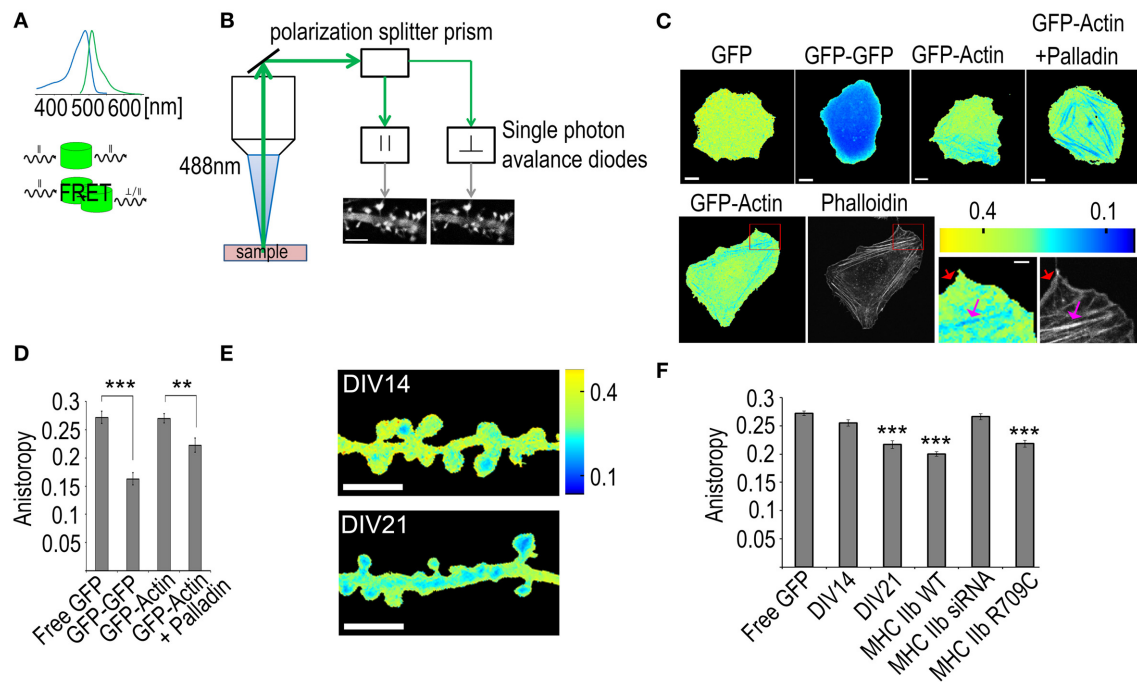 A
400 500 600 [nm]
|| ||
|| FRET ⊥/||
B
polarization splitter prism
488nm
|| ⊥
Single photon
avalance diodes
sample
C
GFP GFP-GFP GFP-Actin GFP-Actin
+Palladin
GFP-Actin Phalloidin
0.4 0.1
D
*** **
Anistoropy
0.3
0.25
0.2
0.15
0.1
0.05
Free GFP
GFP-GFP
GFP-Actin
GFP-Actin
+ Palladin
E
DIV14
0.4
0.1
DIV21
F
Anistoropy
0.3
0.25
0.2
0.15
0.1
0.05
*** *** ***
Free GFP
DIV14
DIV21
MHC IIb WT
MHC IIb siRNA
MHC IIb R709C